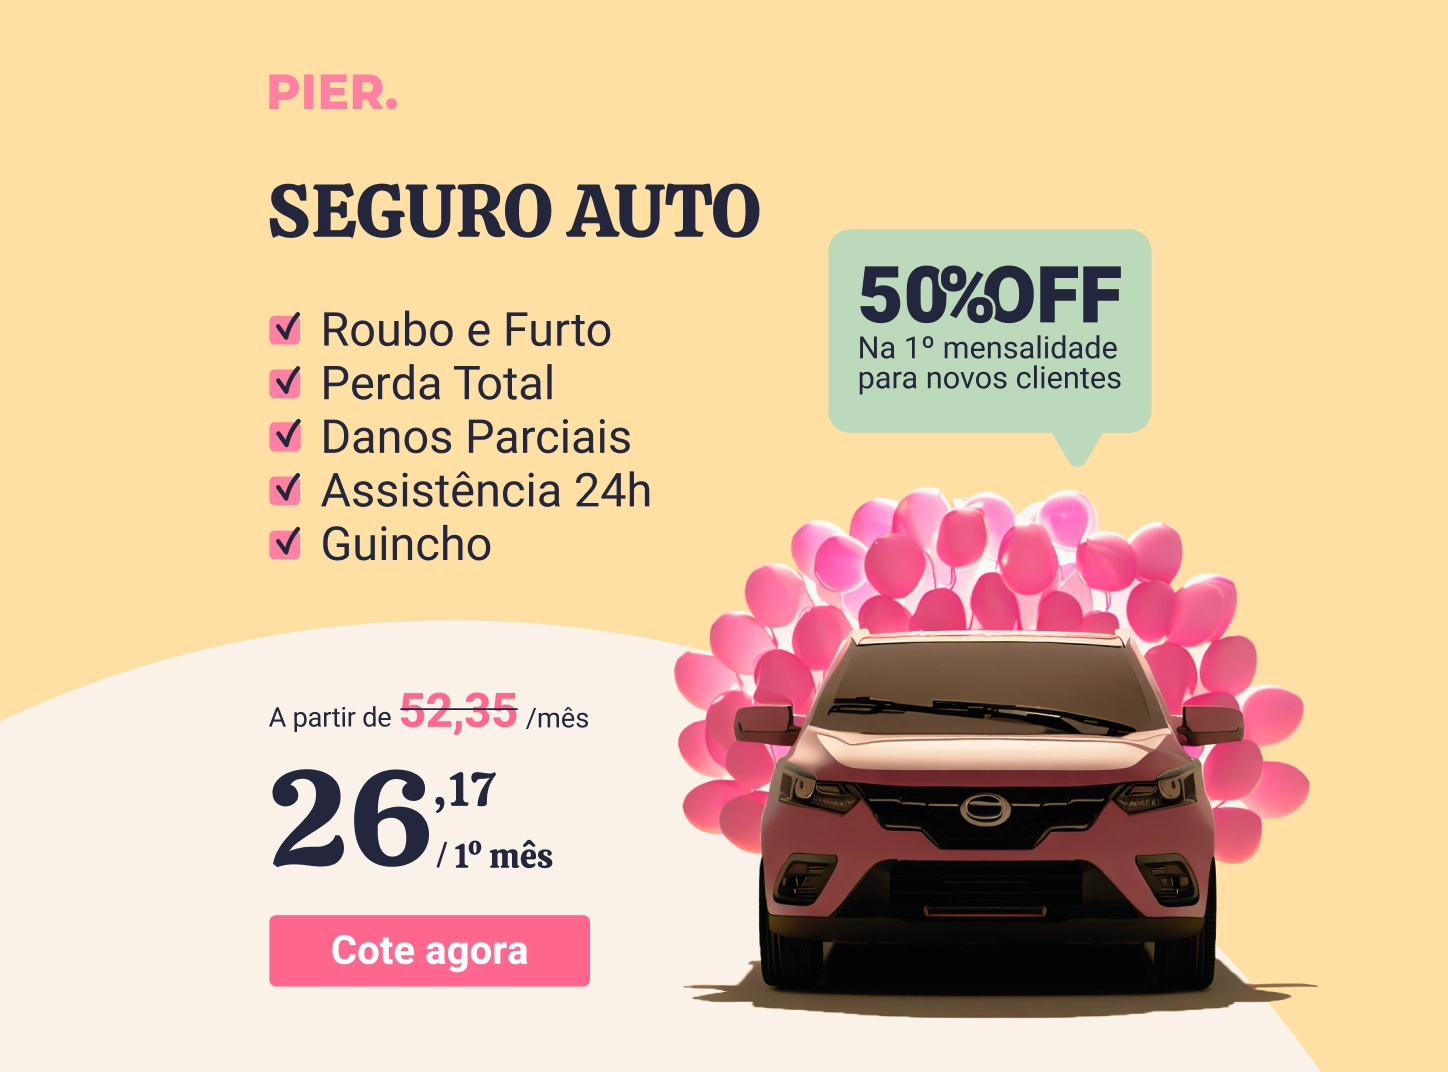 PIER.
SEGURO AUTO
Roubo e Furto
Perda Total
Danos Parciais
Assistência 24h
Guincho
50%OFF
Na 1º mensalidade
para novos clientes
A partir de 52,35 /mês
26,17
/ 1º mês
Cote agora